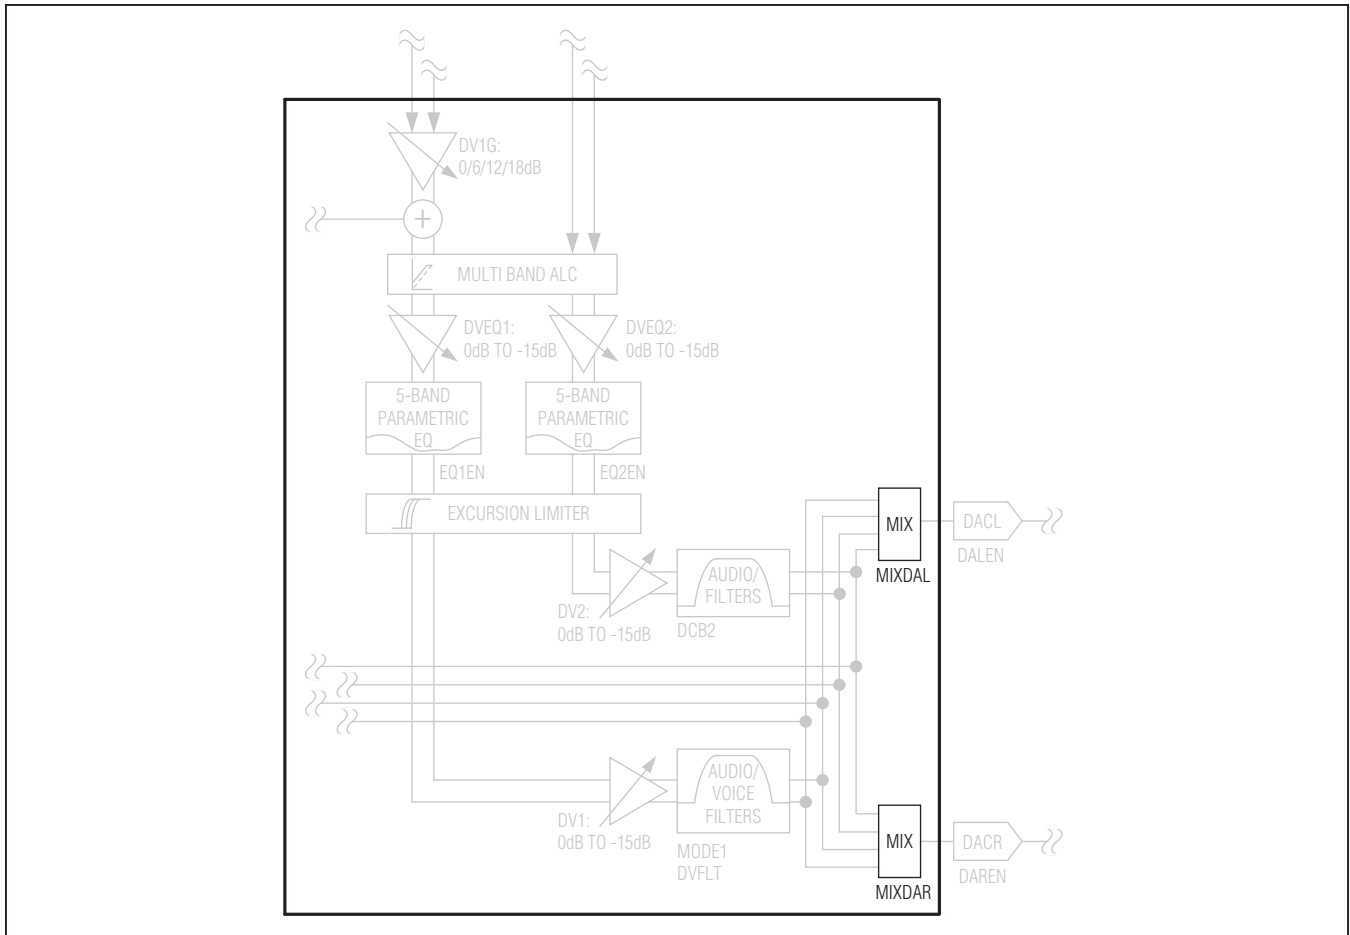 DV1G:
0/6/12/18dB
+
MULTI BAND ALC
DVEQ1:
0dB TO -15dB
DVEQ2:
0dB TO -15dB
5-BAND
PARAMETRIC
EQ
5-BAND
PARAMETRIC
EQ
EQ1EN
EQ2EN
EXCURSION LIMITER
MIX
MIXDAL
DACL
DALEN
AUDIO/
FILTERS
DCB2
DV2:
0dB TO -15dB
AUDIO/
VOICE
FILTERS
DV1:
0dB TO -15dB
MODE1
DVFLT
MIX
MIXDAR
DACR
DAREN